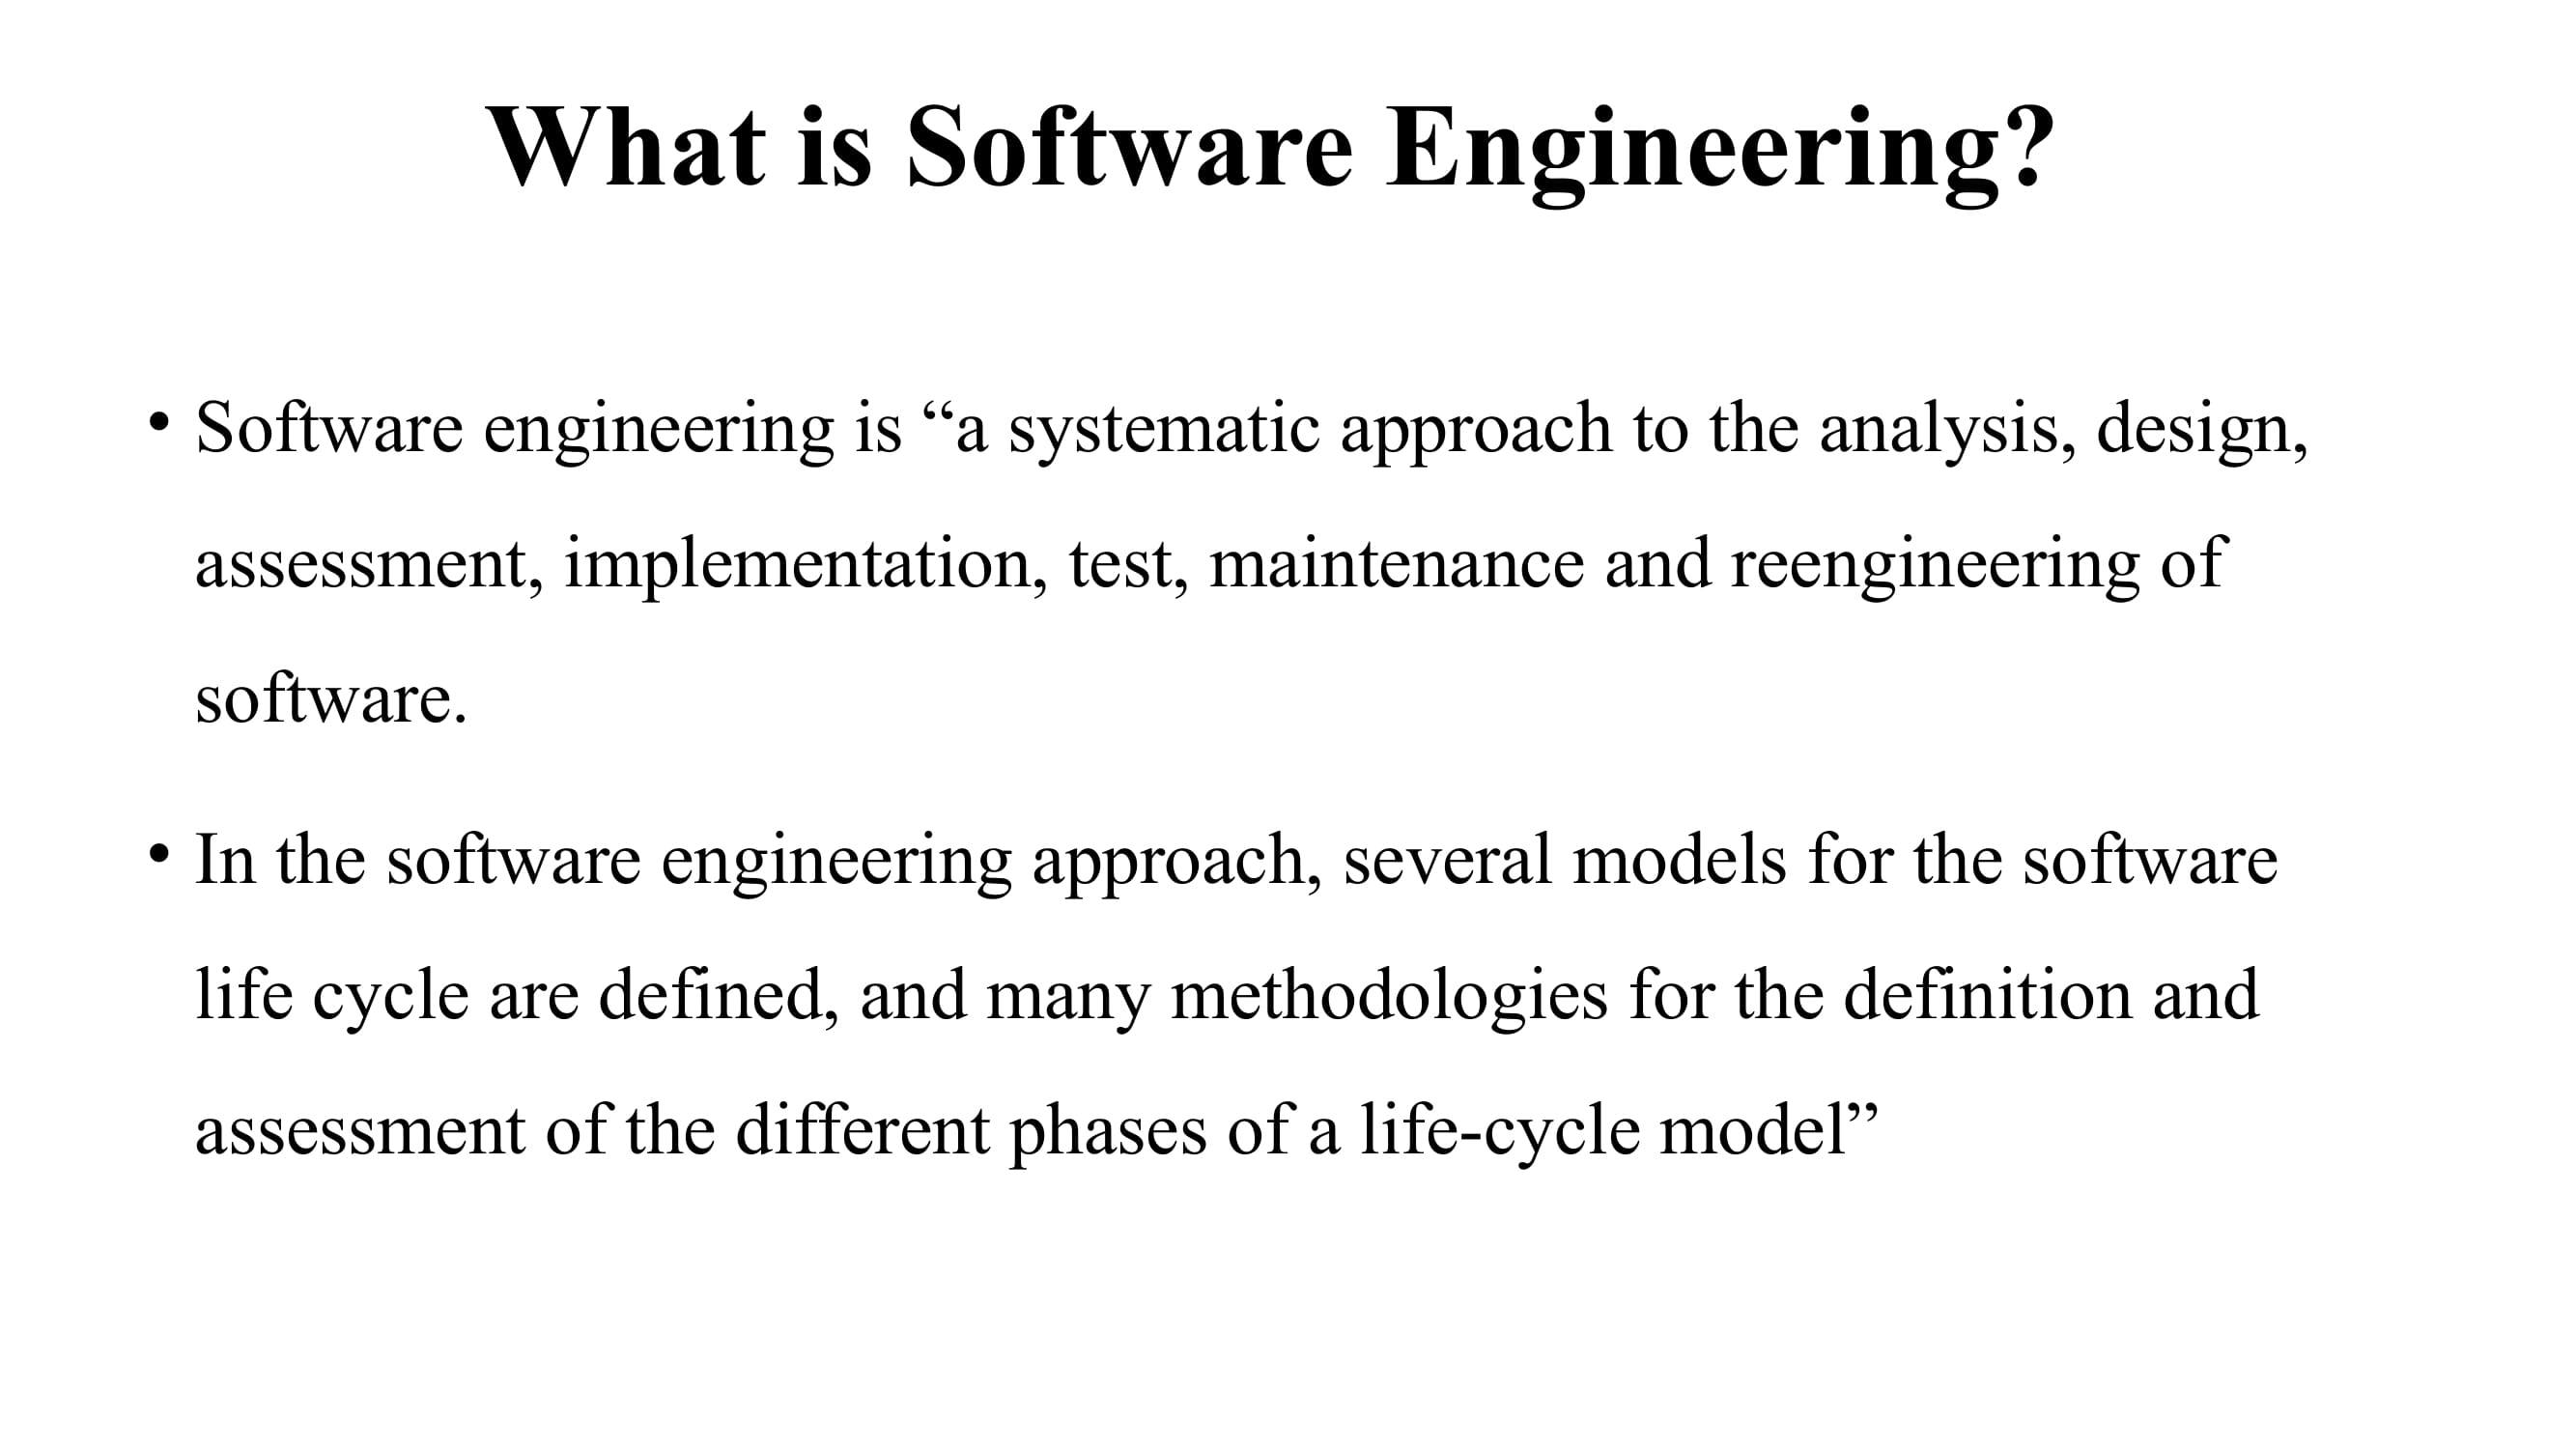 What is Software Engineering?
• Software engineering is “a systematic approach to the analysis, design,
assessment, implementation, test, maintenance and reengineering of
software.
• In the software engineering approach, several models for the software
life cycle are defined, and many methodologies for the definition and
assessment of the different phases of a life-cycle model”